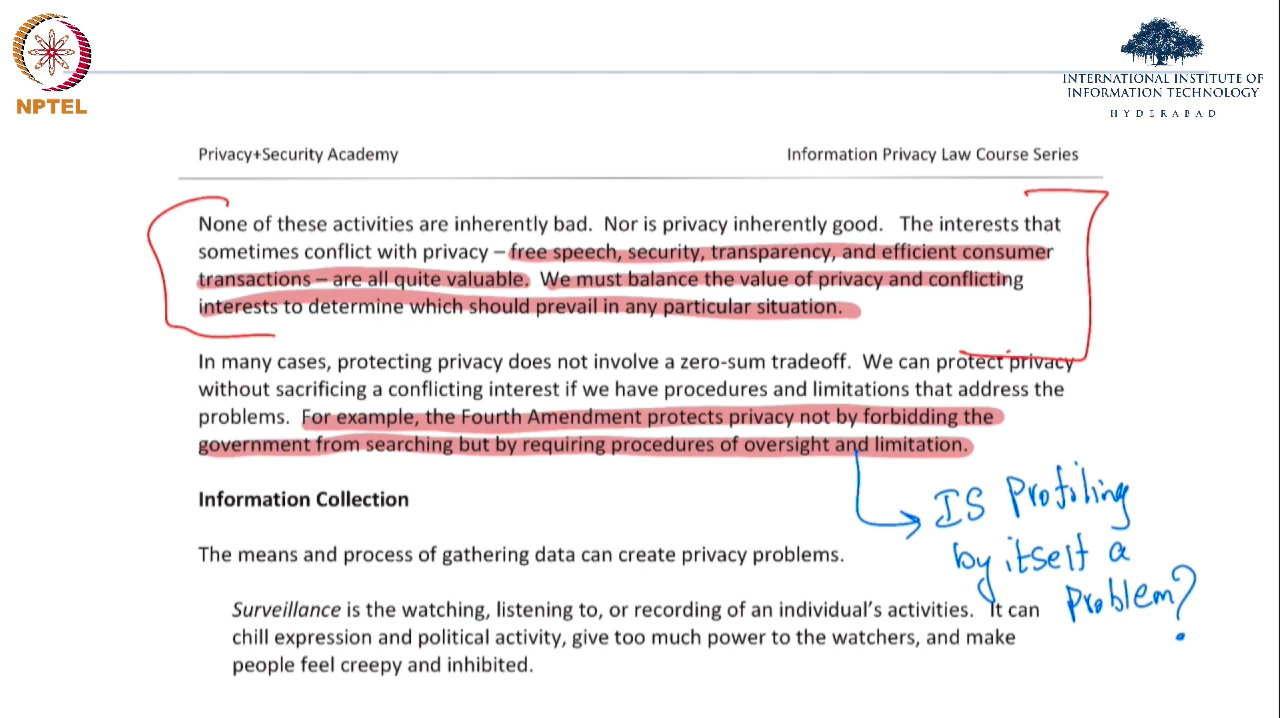 NPTEL
INTERNATIONAL INSTITUTE OF
INFORMATION TECHNOLOGY
HYDERABAD
Privacy+Security Academy
Information Privacy Law Course Series
None of these activities are inherently bad. Nor is privacy inherently good. The interests that
sometimes conflict with privacy – free speech, security, transparency, and efficient consumer
transactions – are all quite valuable. We must balance the value of privacy and conflicting
interests to determine which should prevail in any particular situation.
In many cases, protecting privacy does not involve a zero-sum tradeoff. We can protect privacy
without sacrificing a conflicting interest if we have procedures and limitations that address the
problems. For example, the Fourth Amendment protects privacy not by forbidding the
government from searching but by requiring procedures of oversight and limitation.
IS Profiling
by itself a
Problem?
Information Collection
The means and process of gathering data can create privacy problems.
Surveillance is the watching, listening to, or recording of an individual's activities. It can
chill expression and political activity, give too much power to the watchers, and make
people feel creepy and inhibited.